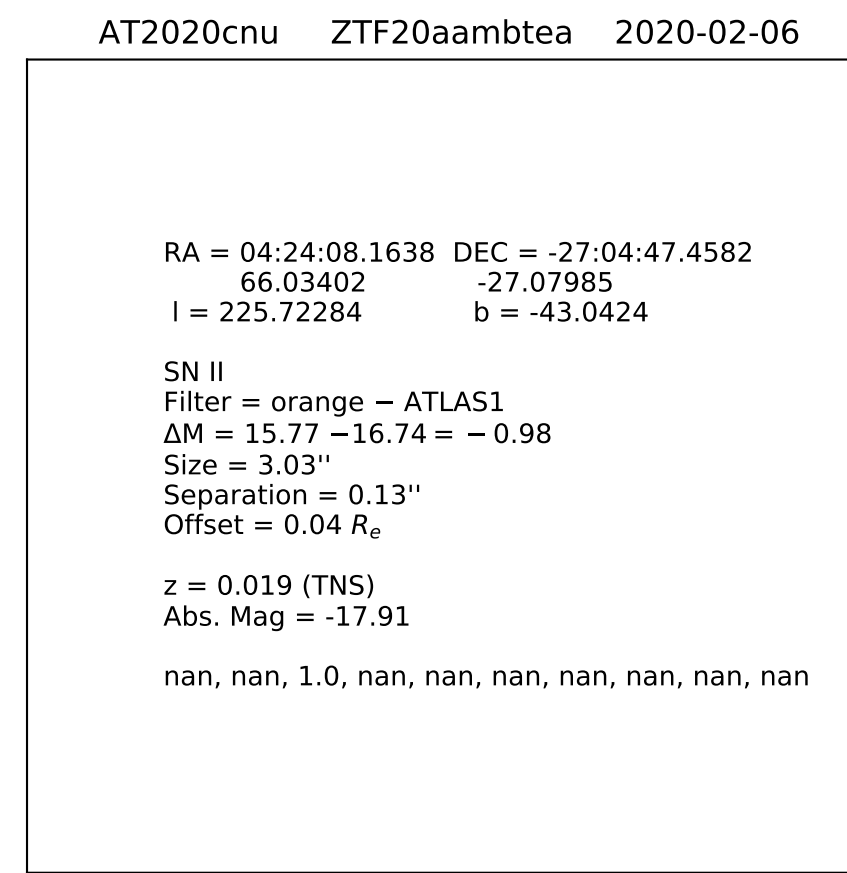 AT2020cnu ZTF20aambtea 2020-02-06
RA = 04:24:08.1638 DEC = -27:04:47.4582
66.03402 -27.07985
l = 225.72284 b = -43.0424
SN II
Filter = orange − ATLAS1
ΔM = 15.77 −16.74 = − 0.98
Size = 3.03''
Separation = 0.13''
Offset = 0.04 Re
z = 0.019 (TNS)
Abs. Mag = -17.91
nan, nan, 1.0, nan, nan, nan, nan, nan, nan, nan